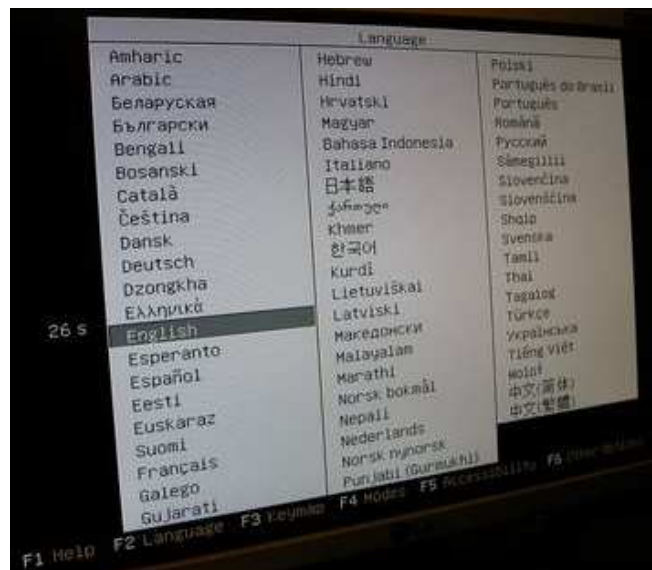 Language
Amharic
Arabic
Беларуская
Български
Bengali
Bosanski
Català
Čeština
Dansk
Deutsch
Dzongkha
Ελληνικά
English
Esperanto
Español
Eesti
Euskaraz
Suomi
Français
Galego
Gujarati
Hebrew
Hindi
Hrvatski
Magyar
Bahasa Indonesia
Italiano
日本語
ქართული
Khmer
한국어
Kurdî
Lietuviškai
Latviski
Македонски
Malayalam
Marathi
Norsk bokmål
Nepali
Nederlands
Norsk nynorsk
Punjabi (Gurmukhi)
Polski
Português do Brasil
Português
Română
Русский
Sámegillii
Slovenčina
Slovenščina
Shqip
Svenska
Tamil
Thai
Tagalog
Türkçe
Українська
Tiếng Việt
Wolof
中文(简体)
中文(繁體)
26 s
F1 Help F2 Language F3 Keymap F4 Modes F5 Accessibility F6 Other Options